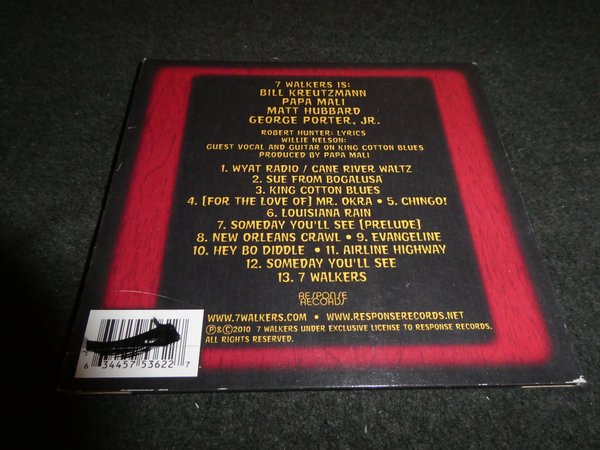 7 WALKERS IS:
BILL KREUTZMANN
PAPA MALI
MATT HUBBARD
GEORGE PORTER, JR.
ROBERT HUNTER: LYRICS
WILLIE NELSON:
GUEST VOCAL AND GUITAR ON KING COTTON BLUES
PRODUCED BY PAPA MALI
1. WYAT RADIO / CANE RIVER WALTZ
2. SUE FROM BOGALUSA
3. KING COTTON BLUES
4. [FOR THE LOVE OF] MR. OKRA • 5. CHINGO!
6. LOUISIANA RAIN
7. SOMEDAY YOU'LL SEE [PRELUDE]
8. NEW ORLEANS CRAWL • 9. EVANGELINE
10. HEY BO DIDDLE • 11. AIRLINE HIGHWAY
12. SOMEDAY YOU'LL SEE
13. 7 WALKERS
RESPONSE
RECORDS
WWW.7WALKERS.COM • WWW.RESPONSERECORDS.NET
℗&©2010 7 WALKERS UNDER EXCLUSIVE LICENSE TO RESPONSE RECORDS.
ALL RIGHTS RESERVED.
6 34457 53622 7